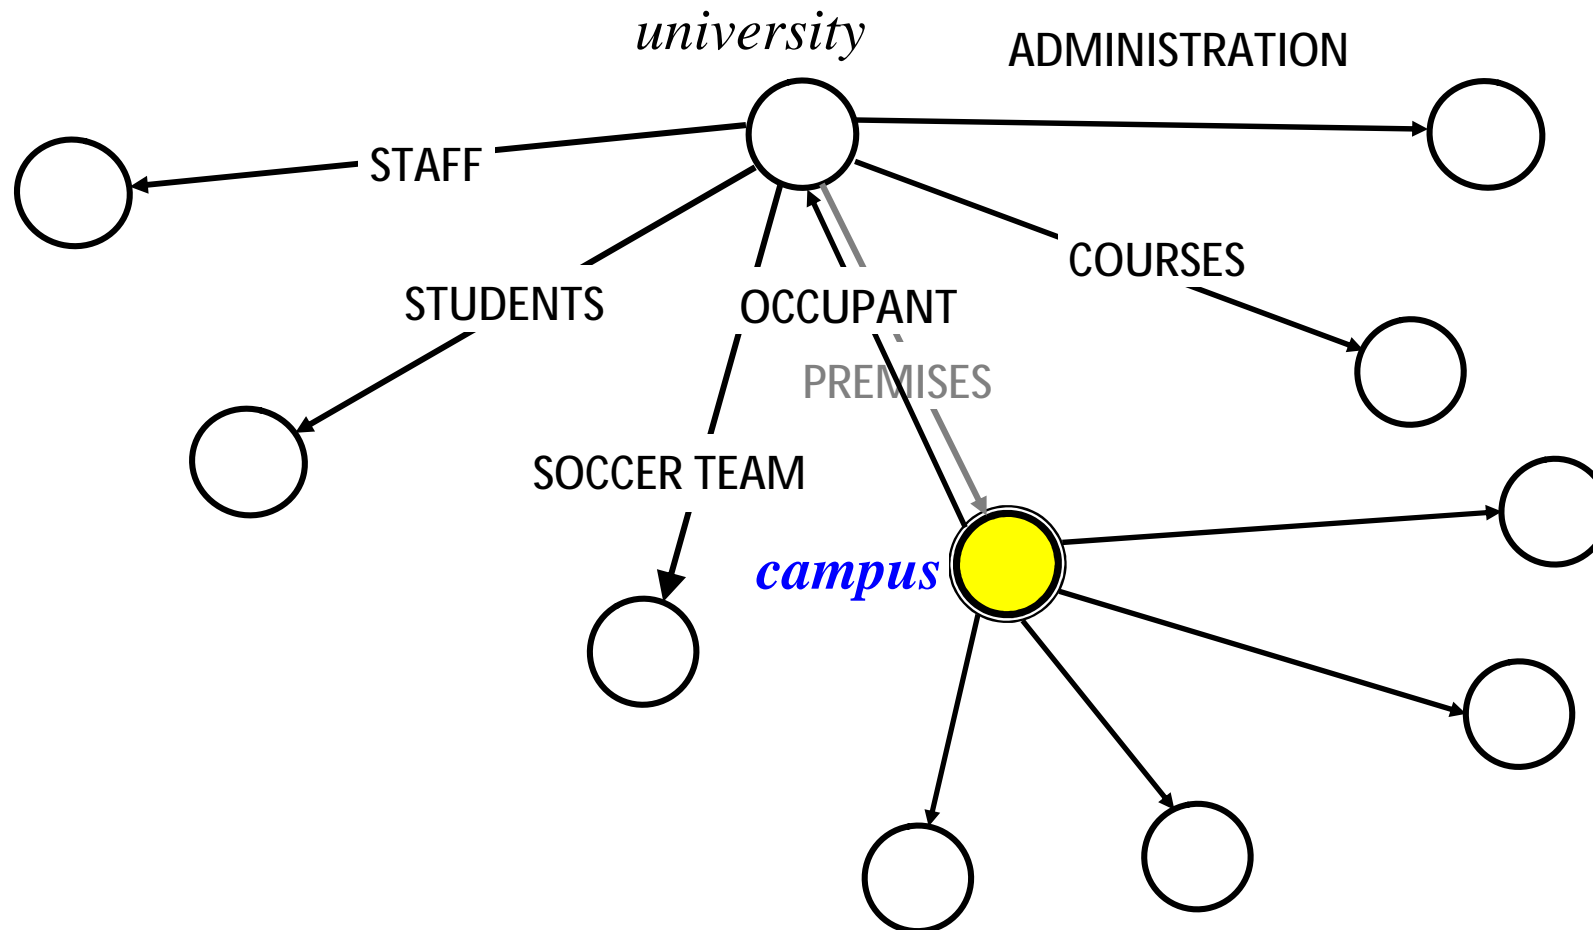 university
ADMINISTRATION
STAFF
COURSES
STUDENTS
OCCUPANT
PREMISES
SOCCER TEAM
campus